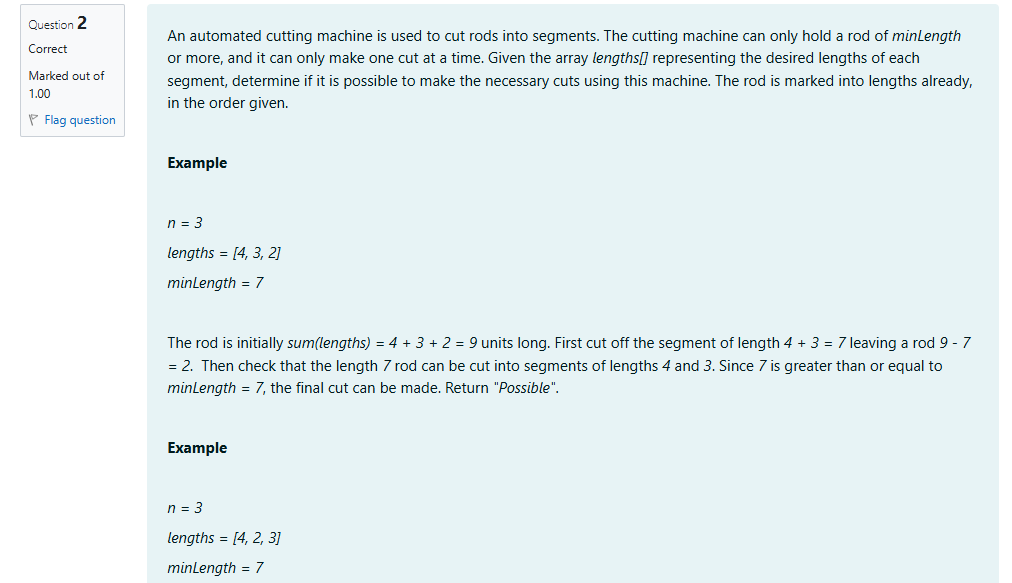 Question 2
Correct
Marked out of
1.00
Flag question
An automated cutting machine is used to cut rods into segments. The cutting machine can only hold a rod of minLength
or more, and it can only make one cut at a time. Given the array lengths[] representing the desired lengths of each
segment, determine if it is possible to make the necessary cuts using this machine. The rod is marked into lengths already,
in the order given.
Example
n = 3
lengths = [4, 3, 2]
minLength = 7
The rod is initially sum(lengths) = 4 + 3 + 2 = 9 units long. First cut off the segment of length 4 + 3 = 7 leaving a rod 9 - 7
= 2. Then check that the length 7 rod can be cut into segments of lengths 4 and 3. Since 7 is greater than or equal to
minLength = 7, the final cut can be made. Return "Possible".
Example
n = 3
lengths = [4, 2, 3]
minLength = 7